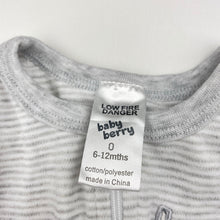 LOW FIRE
DANGER
baby
berry
0
6-12mths
cotton/polyester
made in China